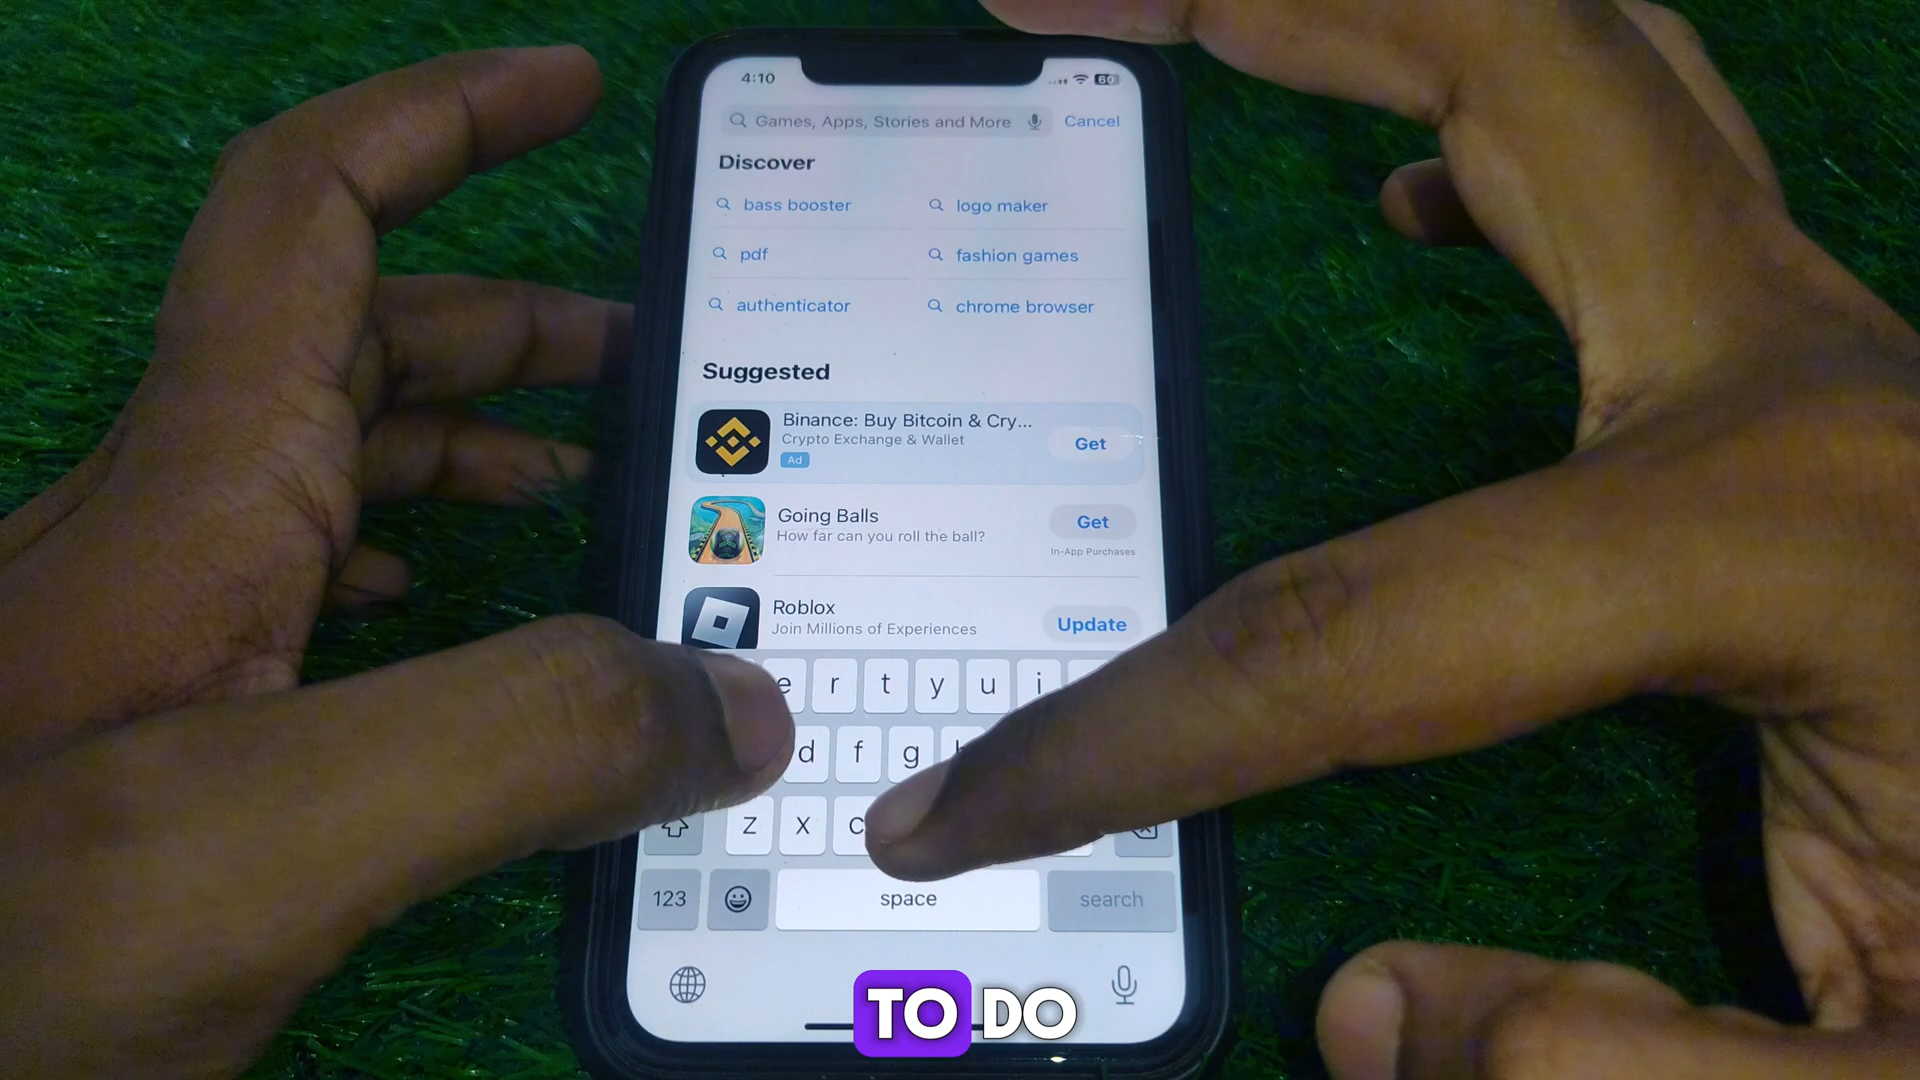 4:10
60
Games, Apps, Stories and More
Cancel
Discover
bass booster
logo maker
pdf
fashion games
authenticator
chrome browser
Suggested
Binance: Buy Bitcoin & Cry...
Crypto Exchange & Wallet
Ad
Get
Going Balls
How far can you roll the ball?
Get
In-App Purchases
Roblox
Join Millions of Experiences
Update
e r t y u i
d f g
z x c
123
space
search
TO DO